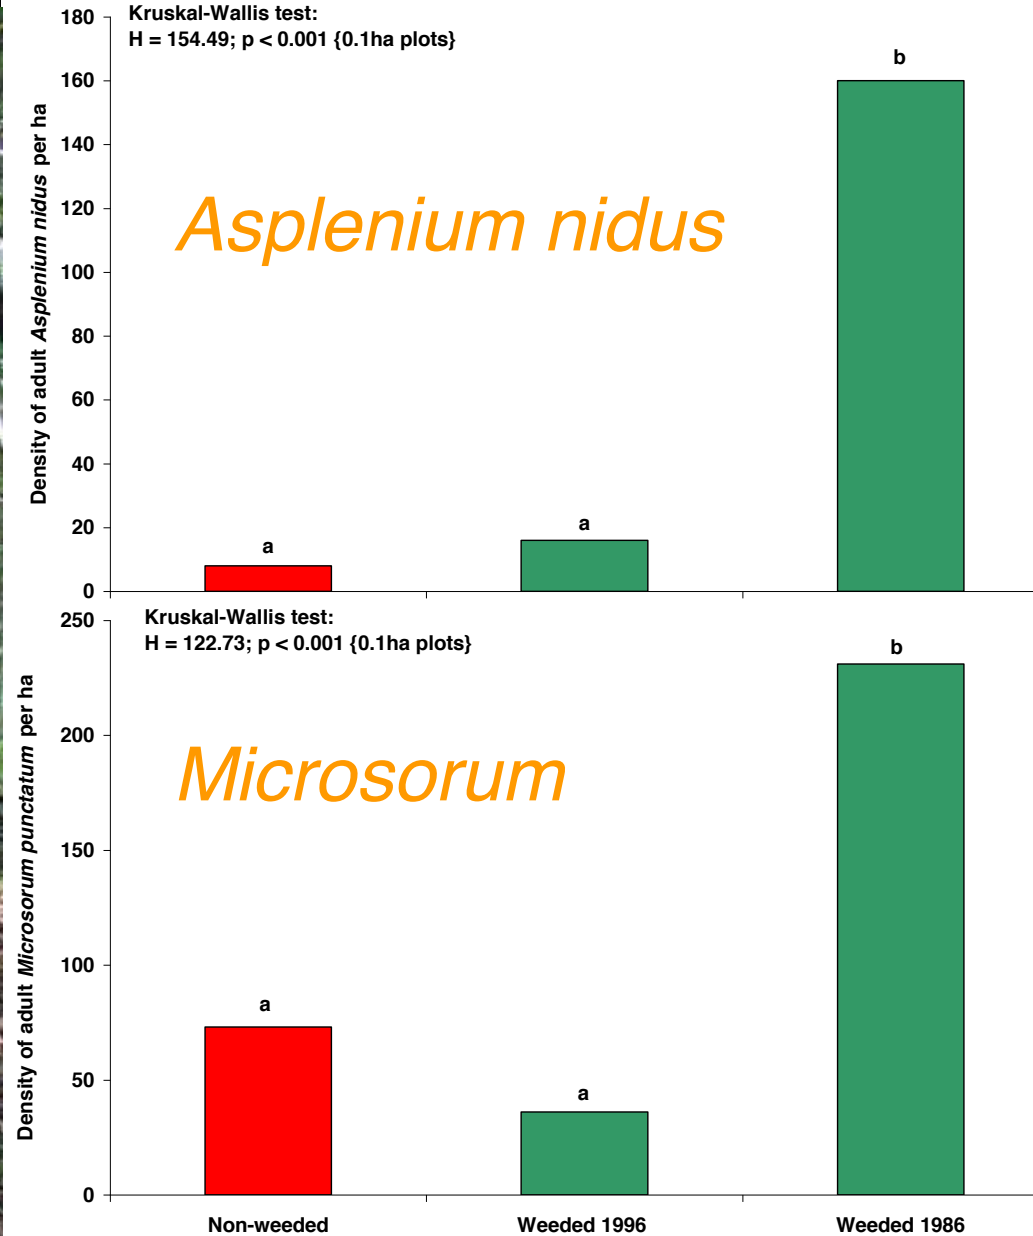 Kruskal-Wallis test:
H = 154.49; p < 0.001 {0.1ha plots}
Density of adult Asplenium nidus per ha
180
160
140
120
100
80
60
40
20
0
Asplenium nidus
a
a
b
Kruskal-Wallis test:
H = 122.73; p < 0.001 {0.1ha plots}
Density of adult Microsorum punctatum per ha
250
200
150
100
50
0
Microsorum
a
a
b
Non-weeded
Weeded 1996
Weeded 1986